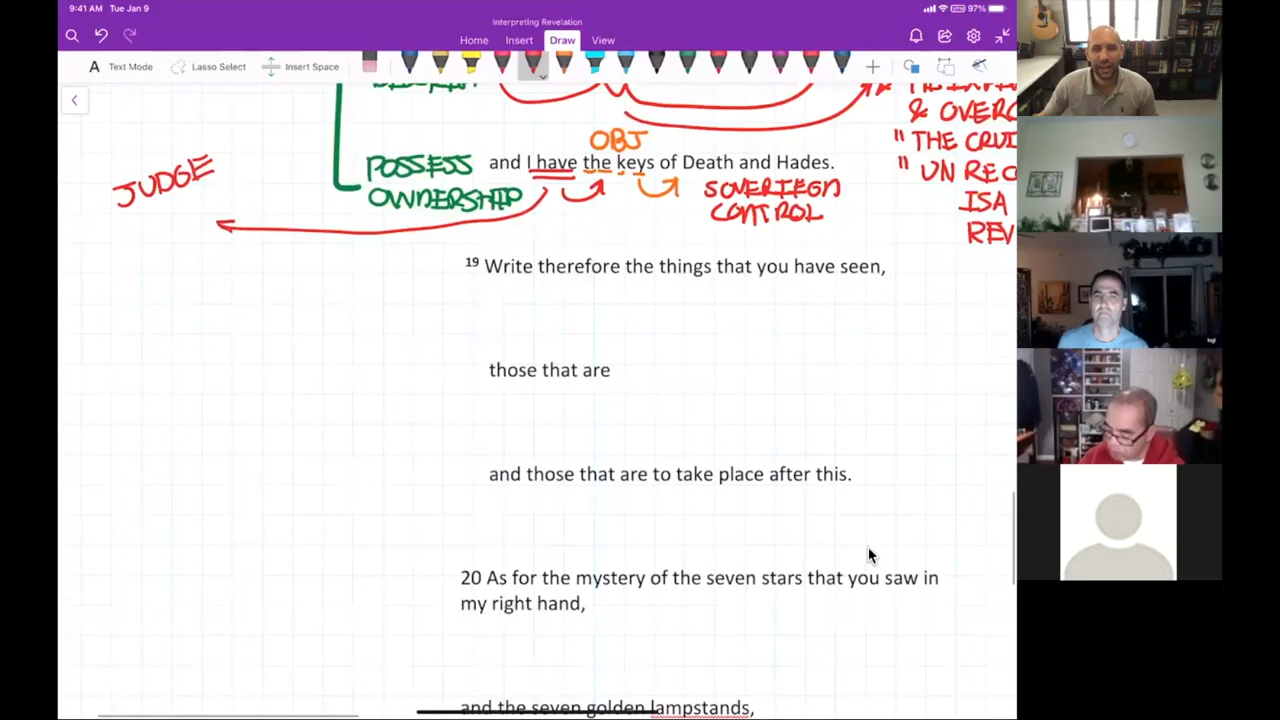 9:41 AM Tue Jan 9
97%
Interpreting Revelation
Home Insert Draw View
A Text Mode Lasso Select Insert Space
& OVERC
" THE CRUI
OBJ
POSSESS and I have the keys of Death and Hades.
" UN REC
JUDGE
OWNERSHIP
SOVERIEGN
CONTROL
ISA
REV
19 Write therefore the things that you have seen,
those that are
and those that are to take place after this.
20 As for the mystery of the seven stars that you saw in
my right hand,
and the seven golden lampstands,